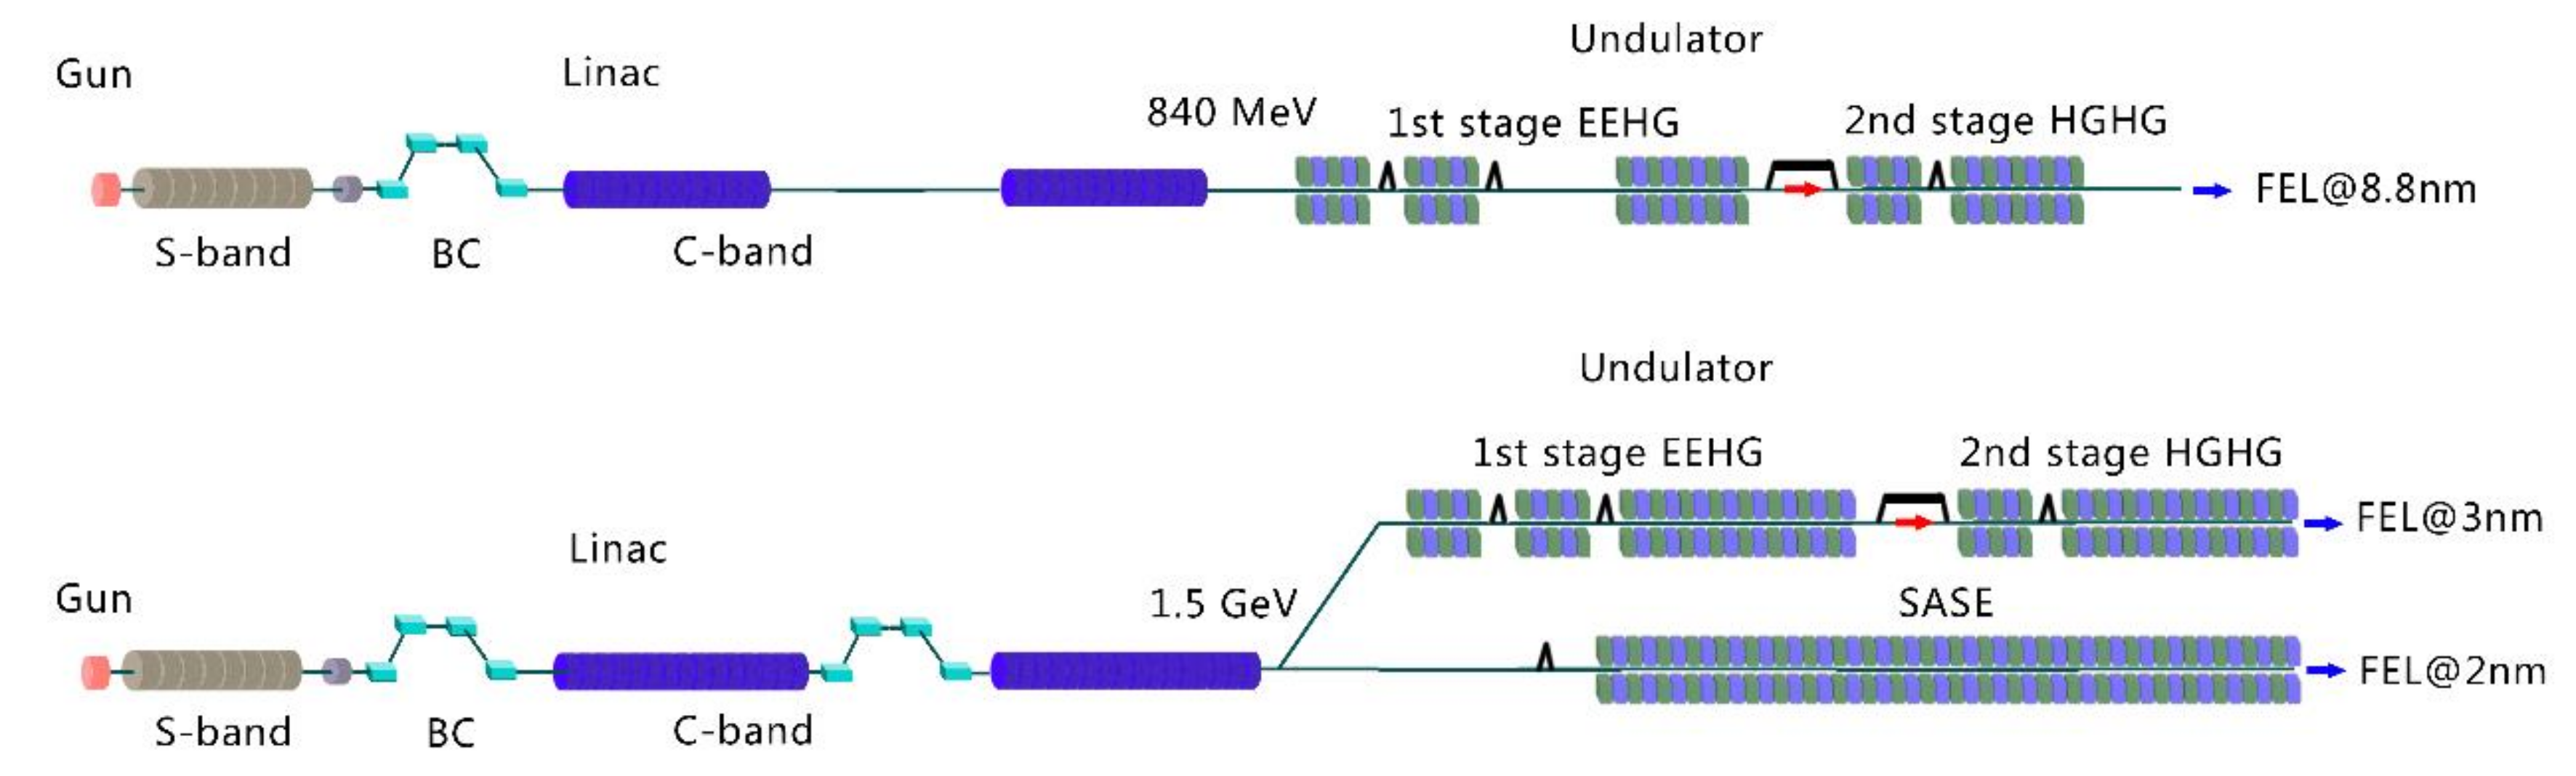 Undulator
Gun
Linac
840 MeV
1st stage EEHG
2nd stage HGHG
FEL@8.8nm
S-band
BC
C-band
Undulator
1st stage EEHG
2nd stage HGHG
FEL@3nm
Linac
Gun
1.5 GeV
SASE
FEL@2nm
S-band
BC
C-band